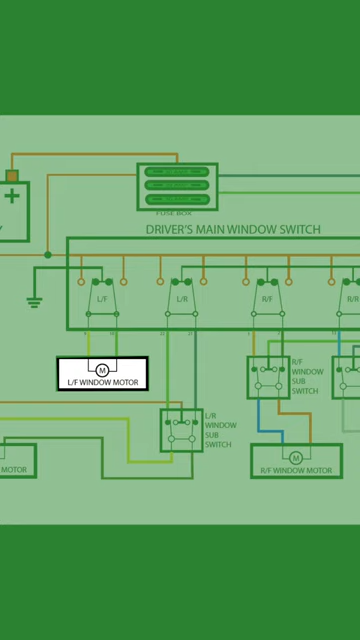 +
FUSE BOX
DRIVER'S MAIN WINDOW SWITCH
L/F
L/R
R/F
R/R
M
L/F WINDOW MOTOR
R/F
WINDOW
SUB
SWITCH
L/R
WINDOW
SUB
SWITCH
MOTOR
M
R/F WINDOW MOTOR